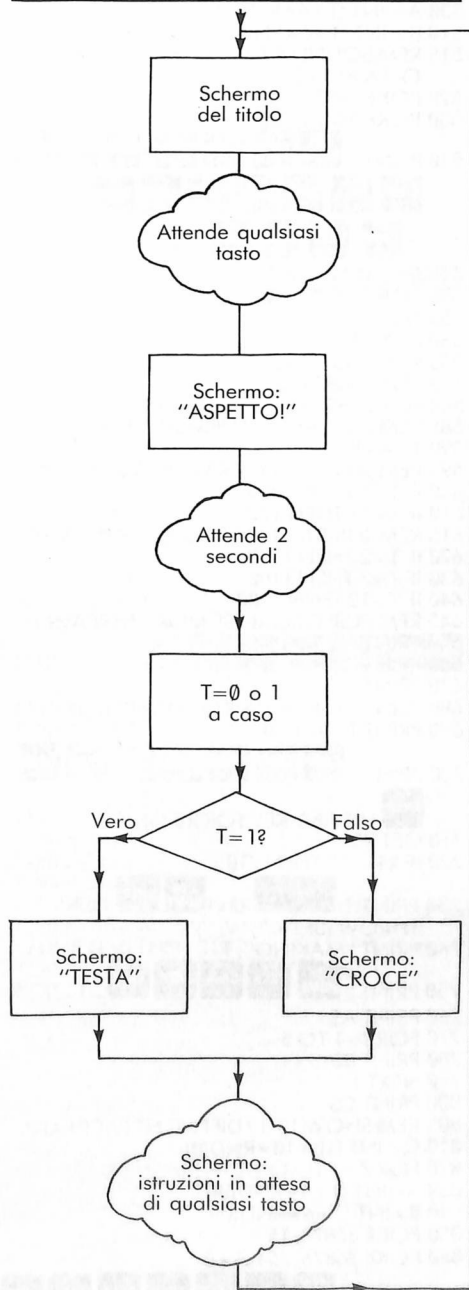 Schermo
del titolo
Attende qualsiasi
tasto
Schermo:
"ASPETTO!"
Attende 2
secondi
T=0 o 1
a caso
Vero
T=1?
Falso
Schermo:
"TESTA"
Schermo:
"CROCE"
Schermo:
istruzioni in attesa
di qualsiasi tasto